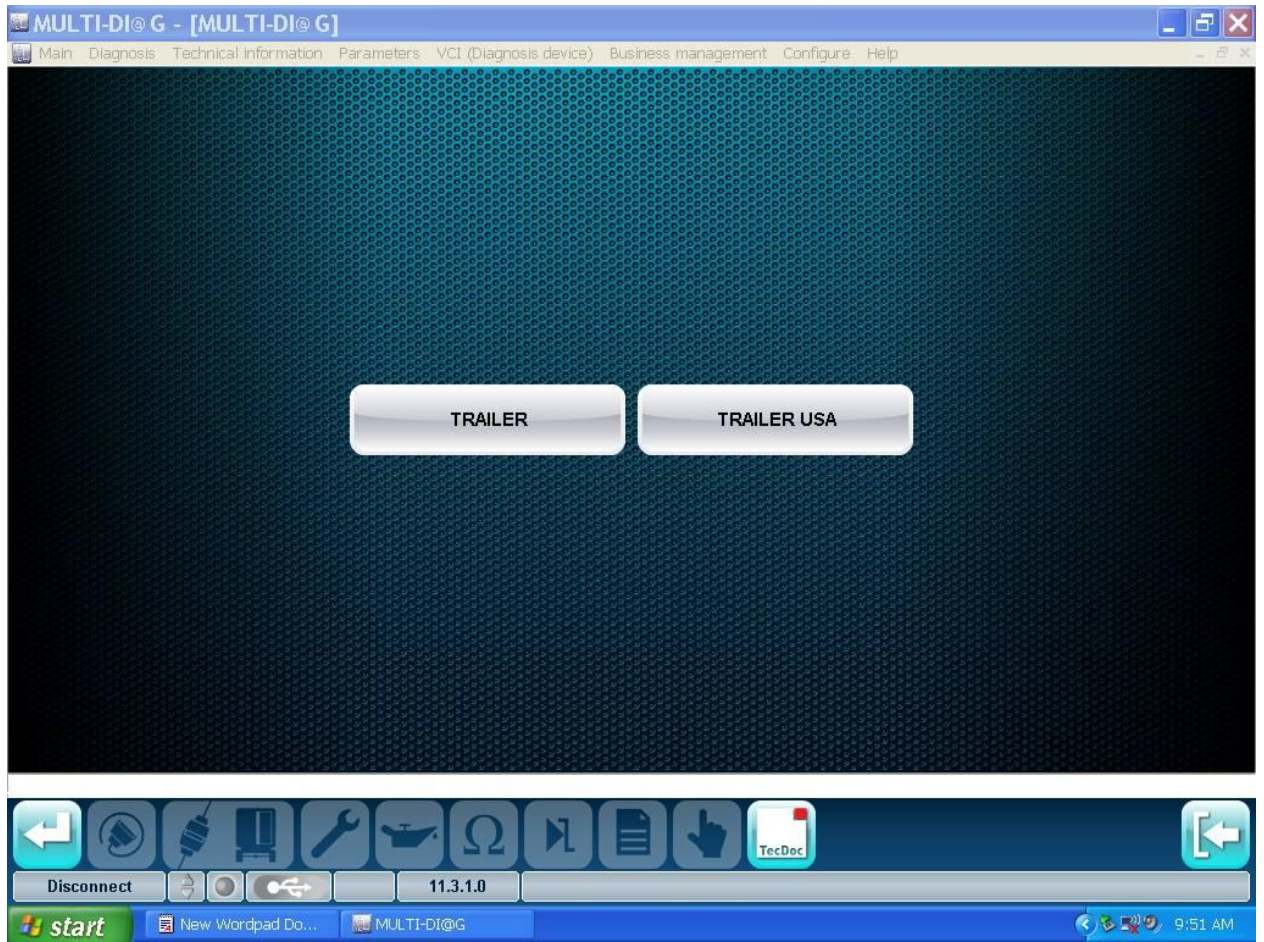 MULTI-DI@G - [MULTI-DI@G]
Main Diagnosis Technical information Parameters VCI (Diagnosis device) Business management Configure Help
TRAILER TRAILER USA
Ω
TecDoc
Disconnect 11.3.1.0
start New Wordpad Do... MULTI-DI@G 9:51 AM